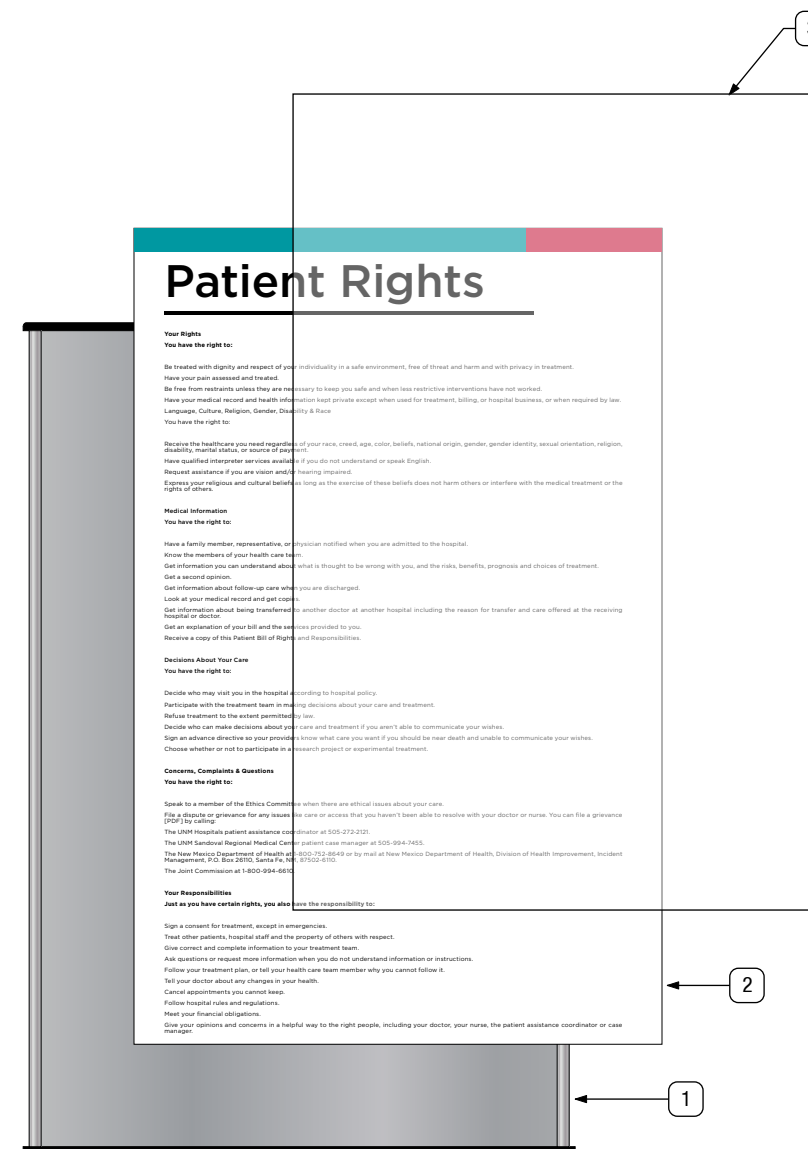 3
Patient Rights
Your Rights
You have the right to:
Be treated with dignity and respect of your individuality in a safe environment, free of threat and harm and with privacy in treatment.
Have your pain assessed and treated.
Be free from restraints unless they are necessary to keep you safe and when less restrictive interventions have not worked.
Have your medical record and health information kept private except when used for treatment, billing, or hospital business, or when required by law.
Language, Culture, Religion, Gender, Disability & Race
You have the right to:
Receive the healthcare you need regardless of your race, creed, age, color, beliefs, national origin, gender, gender identity, sexual orientation, religion,
disability, marital status, or source of payment.
Have qualified interpreter services available if you do not understand or speak English.
Request assistance if you are vision and/or hearing impaired.
Express your religious and cultural beliefs as long as the exercise of these beliefs does not harm others or interfere with the medical treatment or the
rights of others.
Medical Information
You have the right to:
Have a family member, representative, or physician notified when you are admitted to the hospital.
Know the members of your health care team.
Get information you can understand about what is thought to be wrong with you, and the risks, benefits, prognosis and choices of treatment.
Get a second opinion.
Get information about follow-up care when you are discharged.
Look at your medical record and get copies.
Get information about being transferred to another doctor at another hospital including the reason for transfer and care offered at the receiving
hospital or doctor.
Get an explanation of your bill and the services provided to you.
Receive a copy of this Patient Bill of Rights and Responsibilities.
Decisions About Your Care
You have the right to:
Decide who may visit you in the hospital according to hospital policy.
Participate with the treatment team in making decisions about your care and treatment.
Refuse treatment to the extent permitted by law.
Decide who can make decisions about your care and treatment if you aren't able to communicate your wishes.
Sign an advance directive so your providers know what care you want if you should be near death and unable to communicate your wishes.
Choose whether or not to participate in a research project or experimental treatment.
Concerns, Complaints & Questions
You have the right to:
Speak to a member of the Ethics Committee when there are ethical issues about your care.
File a dispute or grievance for any issues like care or access that you haven't been able to resolve with your doctor or nurse. You can file a grievance
[PDF] by calling:
The UNM Hospitals patient assistance coordinator at 505-272-2121.
The UNM Sandoval Regional Medical Center patient case manager at 505-994-7455.
The New Mexico Department of Health at 1-800-752-8649 or by mail at New Mexico Department of Health, Division of Health Improvement, Incident
Management, P.O. Box 26110, Santa Fe, NM, 87502-6110.
The Joint Commission at 1-800-994-6610.
Your Responsibilities
Just as you have certain rights, you also have the responsibility to:
Sign a consent for treatment, except in emergencies.
Treat other patients, hospital staff and the property of others with respect.
Give correct and complete information to your treatment team.
Ask questions or request more information when you do not understand information or instructions.
Follow your treatment plan, or tell your health care team member why you cannot follow it.
Tell your doctor about any changes in your health.
Cancel appointments you cannot keep.
Follow hospital rules and regulations.
Meet your financial obligations.
Give your opinions and concerns in a helpful way to the right people, including your doctor, your nurse, the patient assistance coordinator or case
manager.
2
1